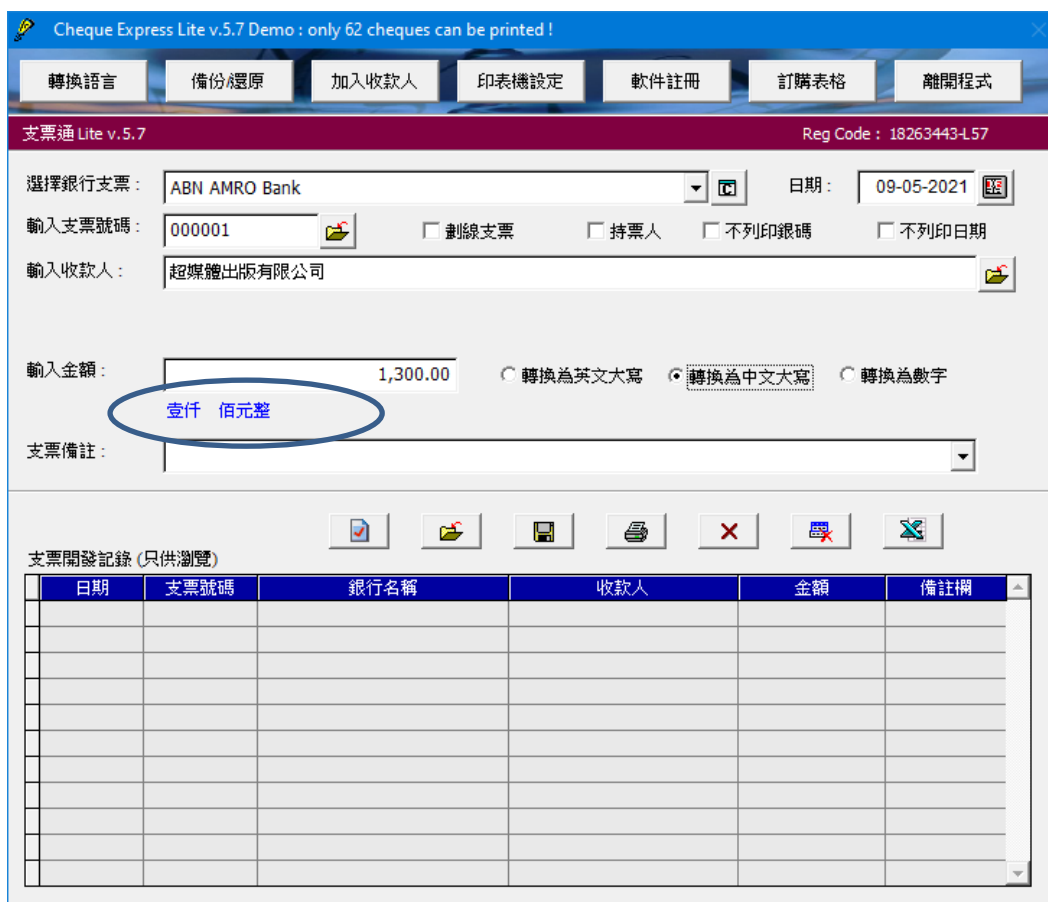 Cheque Express Lite v.5.7 Demo : only 62 cheques can be printed !
轉換語言 備份/還原 加入收款人 印表機設定 軟件註冊 訂購表格 離開程式
支票通 Lite v.5.7 Reg Code : 18263443-L57
選擇銀行支票 : ABN AMRO Bank 日期 : 09-05-2021
輸入支票號碼 : 000001 劃線支票 持票人 不列印銀碼 不列印日期
輸入收款人 : 超媒體出版有限公司
輸入金額 : 1,300.00 轉換為英文大寫 轉換為中文大寫 轉換為數字
壹仟 佰元整
支票備註 :
支票開發記錄 (只供瀏覽)
日期 支票號碼 銀行名稱 收款人 金額 備註欄